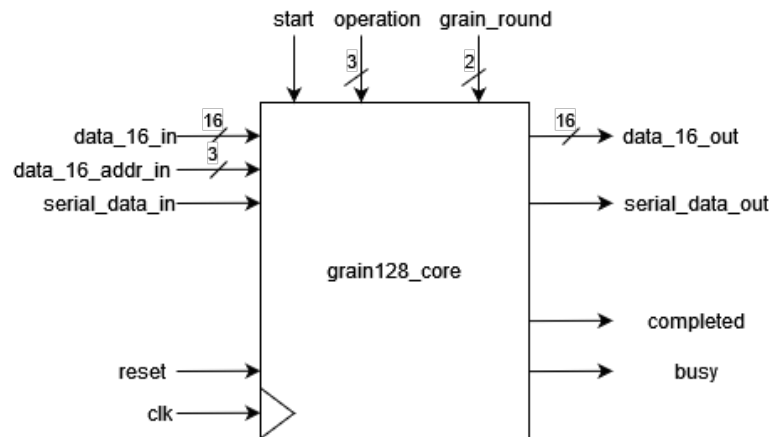 start operation grain_round
3 2
data_16_in 16 16 data_16_out
data_16_addr_in 3
serial_data_in serial_data_out
grain128_core
completed
reset busy
clk